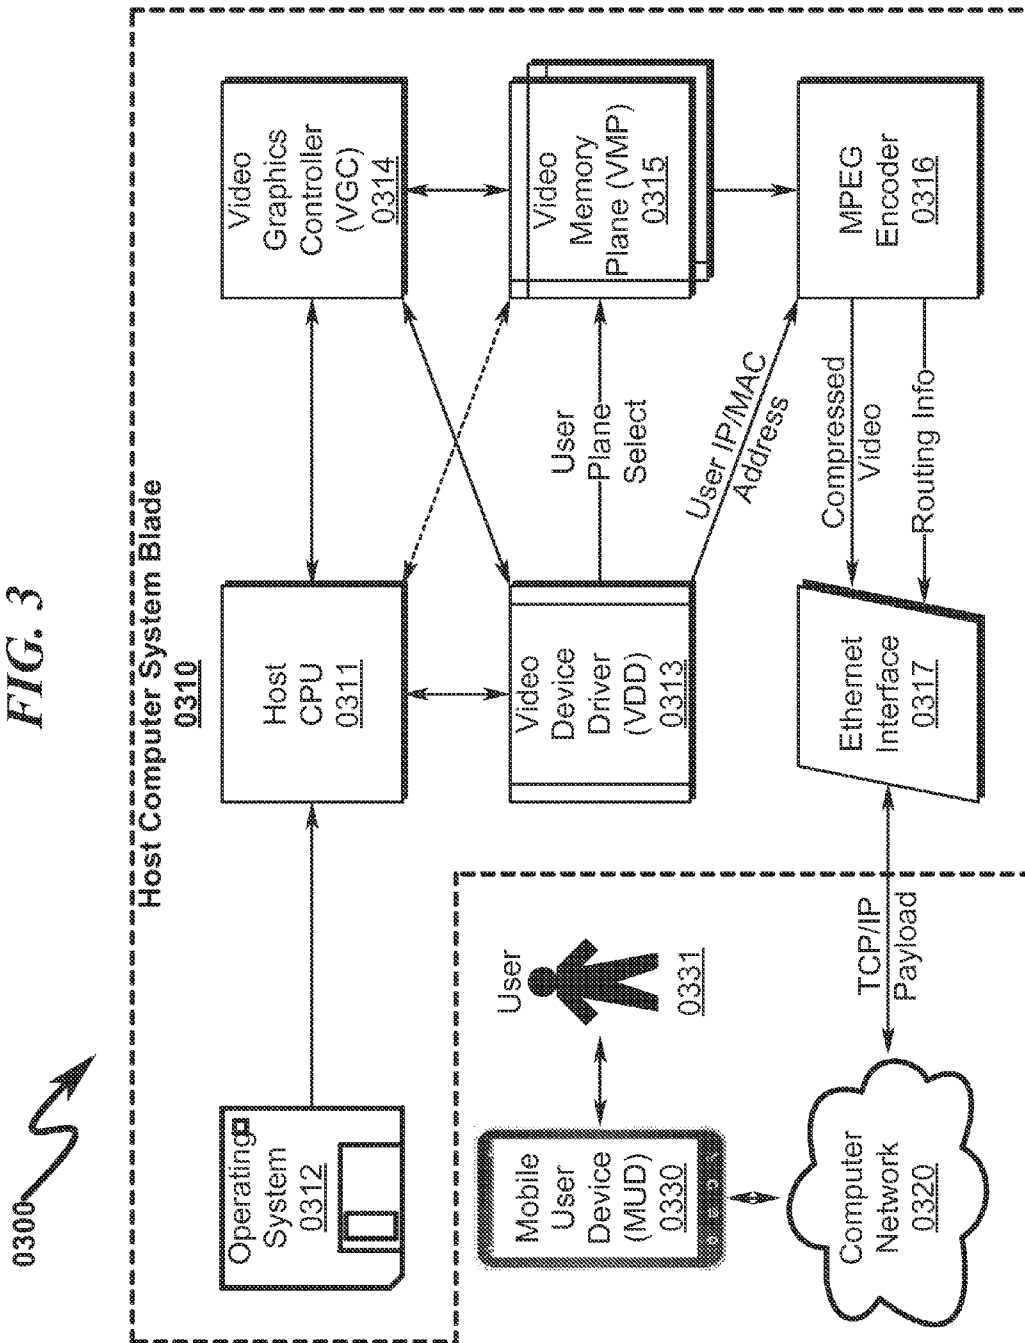 FIG. 3
0300
Host Computer System Blade
0310
Operating
System
0312
Host
CPU
0311
Video
Graphics
Controller
(VGC)
0314
Mobile
User
Device
(MUD)
0330
User
0331
Video
Device
Driver
(VDD)
0313
User
Plane
Select
Video
Memory
Plane (VMP)
0315
User IP/MAC
Address
Computer
Network
0320
TCP/IP
Payload
Ethernet
Interface
0317
Compressed
Video
Routing Info
MPEG
Encoder
0316